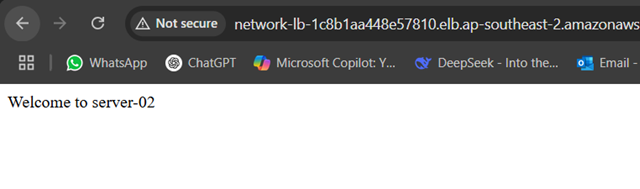 Not secure network-lb-1c8b1aa448e57810.elb.ap-southeast-2.amazonaws
WhatsApp ChatGPT Microsoft Copilot: Y... DeepSeek - Into the... Email -
Welcome to server-02